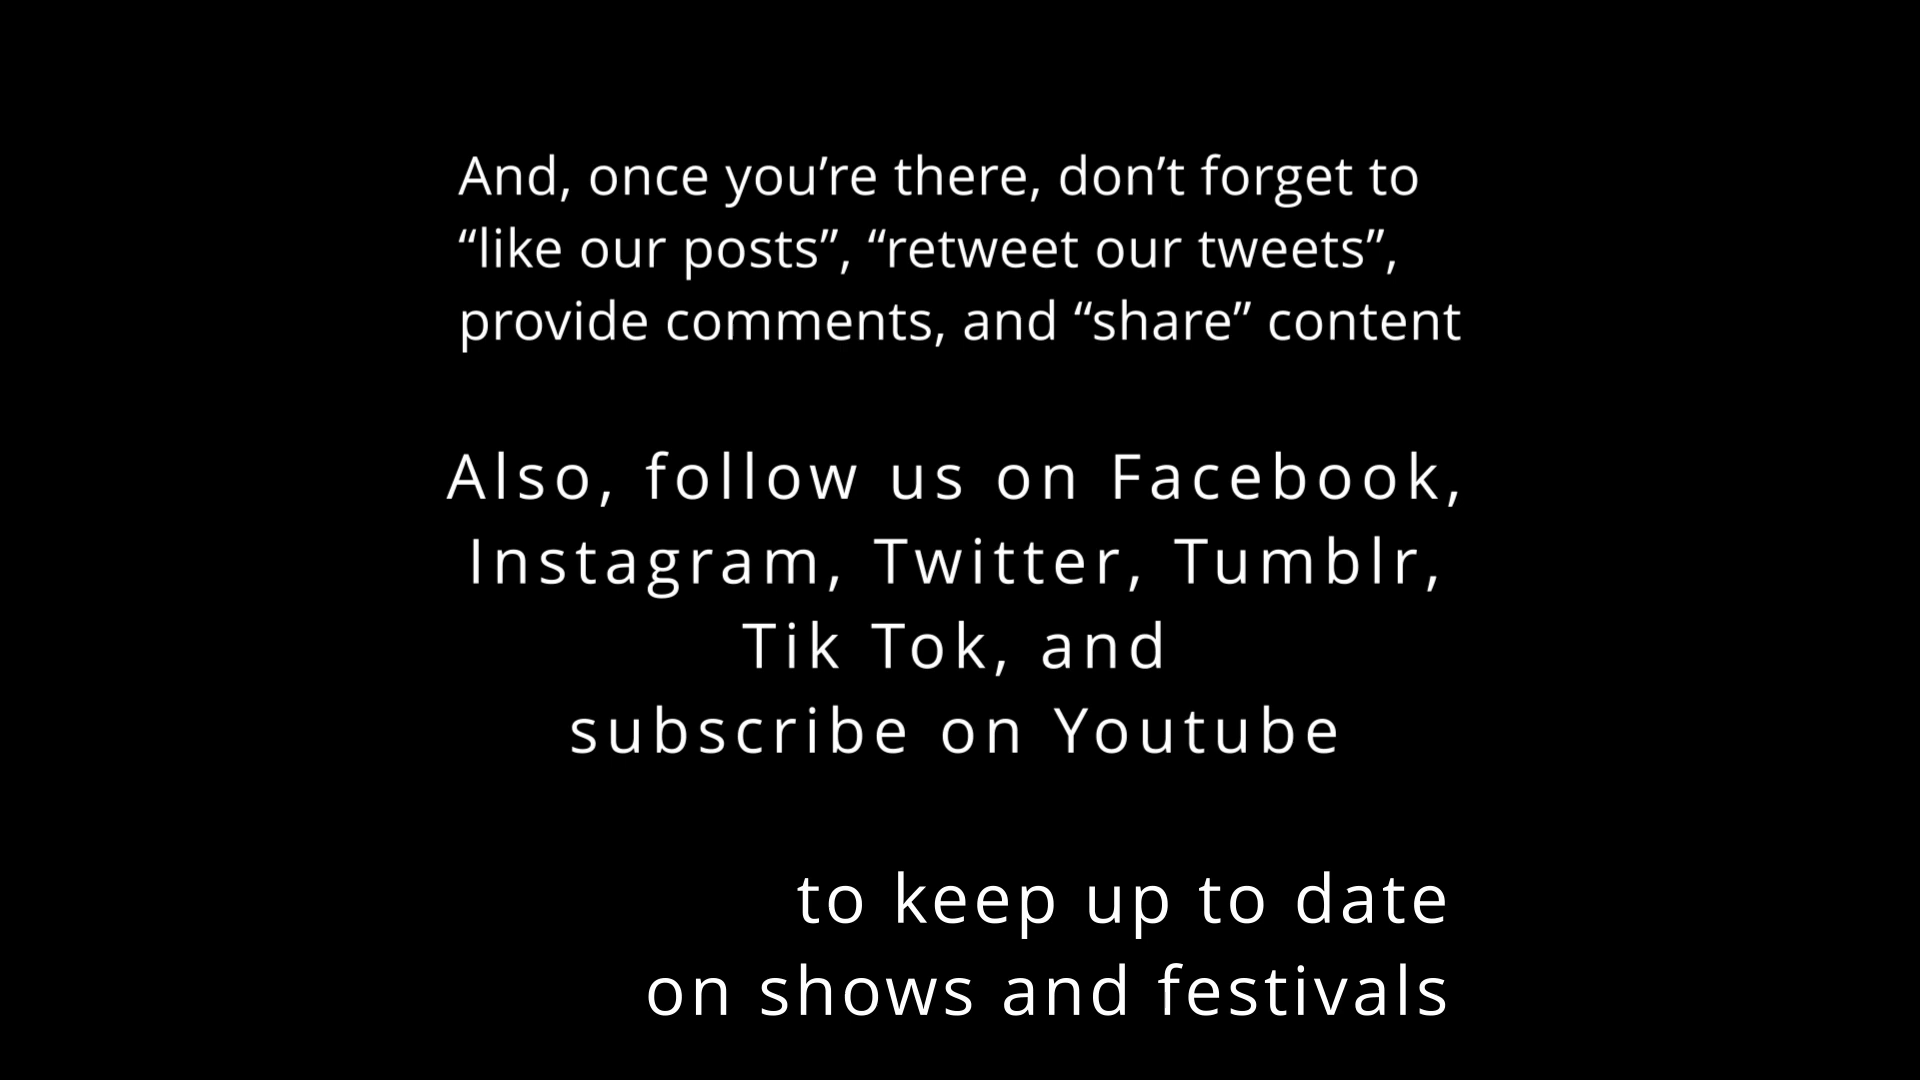 And, once you’re there, don’t forget to
“like our posts”, “retweet our tweets”,
provide comments, and “share” content
Also, follow us on Facebook,
Instagram, Twitter, Tumblr,
Tik Tok, and
subscribe on Youtube
to keep up to date
on shows and festivals